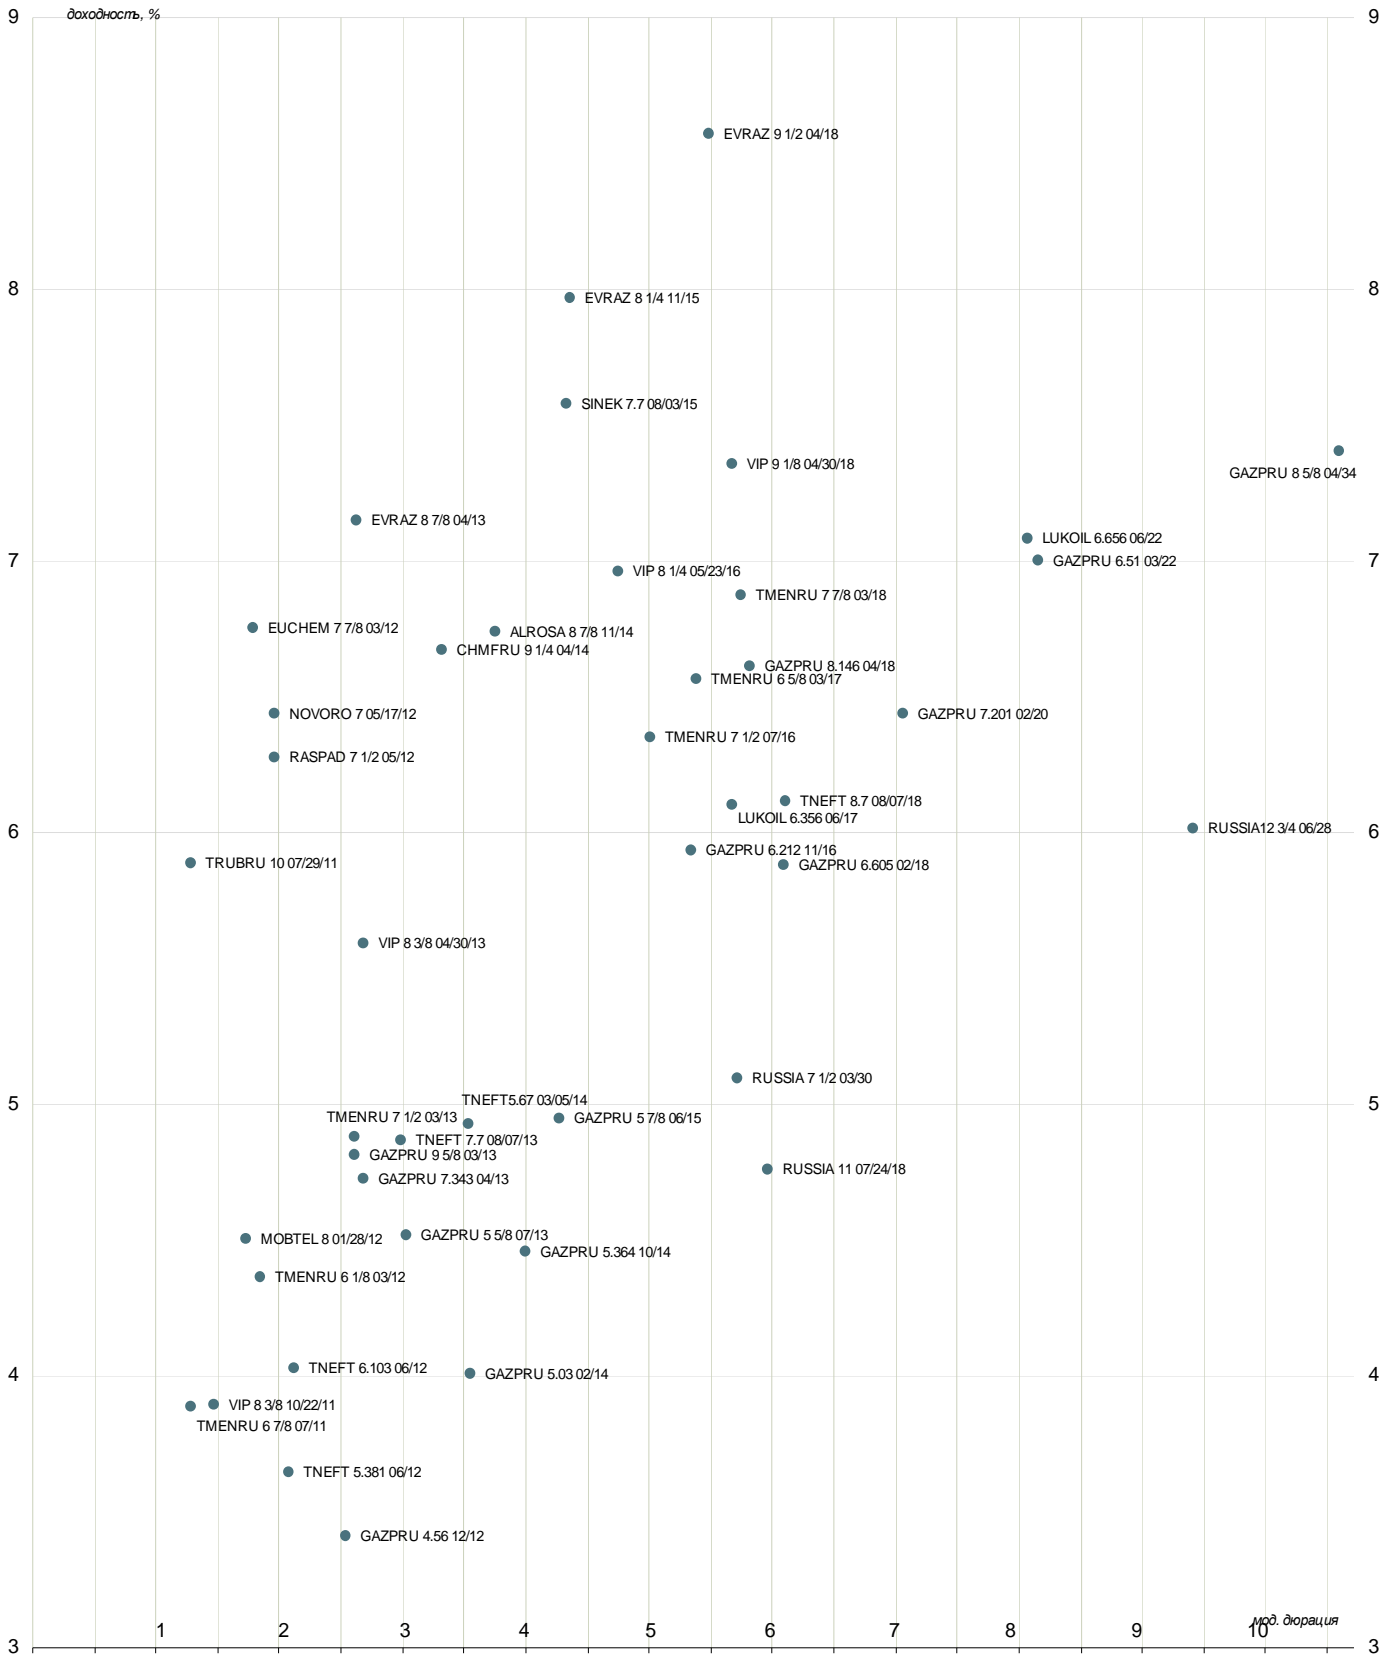 доходность, %
9 9
EVRAZ 9 1/2 04/18
8 8
EVRAZ 8 1/4 11/15
SINEK 7.7 08/03/15
VIP 9 1/8 04/30/18
GAZPRU 8 5/8 04/34
EVRAZ 8 7/8 04/13
LUKOIL 6.656 06/22
7 GAZPRU 6.51 03/22 7
VIP 8 1/4 05/23/16
TMENRU 7 7/8 03/18
EUCHEM 7 7/8 03/12
ALROSA 8 7/8 11/14
CHMFRU 9 1/4 04/14
GAZPRU 8.146 04/18
TMENRU 6 5/8 03/17
NOVORO 7 05/17/12
GAZPRU 7.201 02/20
TMENRU 7 1/2 07/16
RASPAD 7 1/2 05/12
TNEFT 8.7 08/07/18
LUKOIL 6.356 06/17
RUSSIA12 3/4 06/28
6 6
GAZPRU 6.212 11/16
TRUBRU 10 07/29/11
GAZPRU 6.605 02/18
VIP 8 3/8 04/30/13
RUSSIA 7 1/2 03/30
TNEFT5.67 03/05/14
5 5
TMENRU 7 1/2 03/13
GAZPRU 5 7/8 06/15
TNEFT 7.7 08/07/13
GAZPRU 9 5/8 03/13
RUSSIA 11 07/24/18
GAZPRU 7.343 04/13
GAZPRU 5 5/8 07/13
MOBTEL 8 01/28/12
GAZPRU 5.364 10/14
TMENRU 6 1/8 03/12
TNEFT 6.103 06/12
GAZPRU 5.03 02/14
4 4
VIP 8 3/8 10/22/11
TMENRU 6 7/8 07/11
TNEFT 5.381 06/12
GAZPRU 4.56 12/12
мод. дюрация
1 2 3 4 5 6 7 8 9 10
3 3